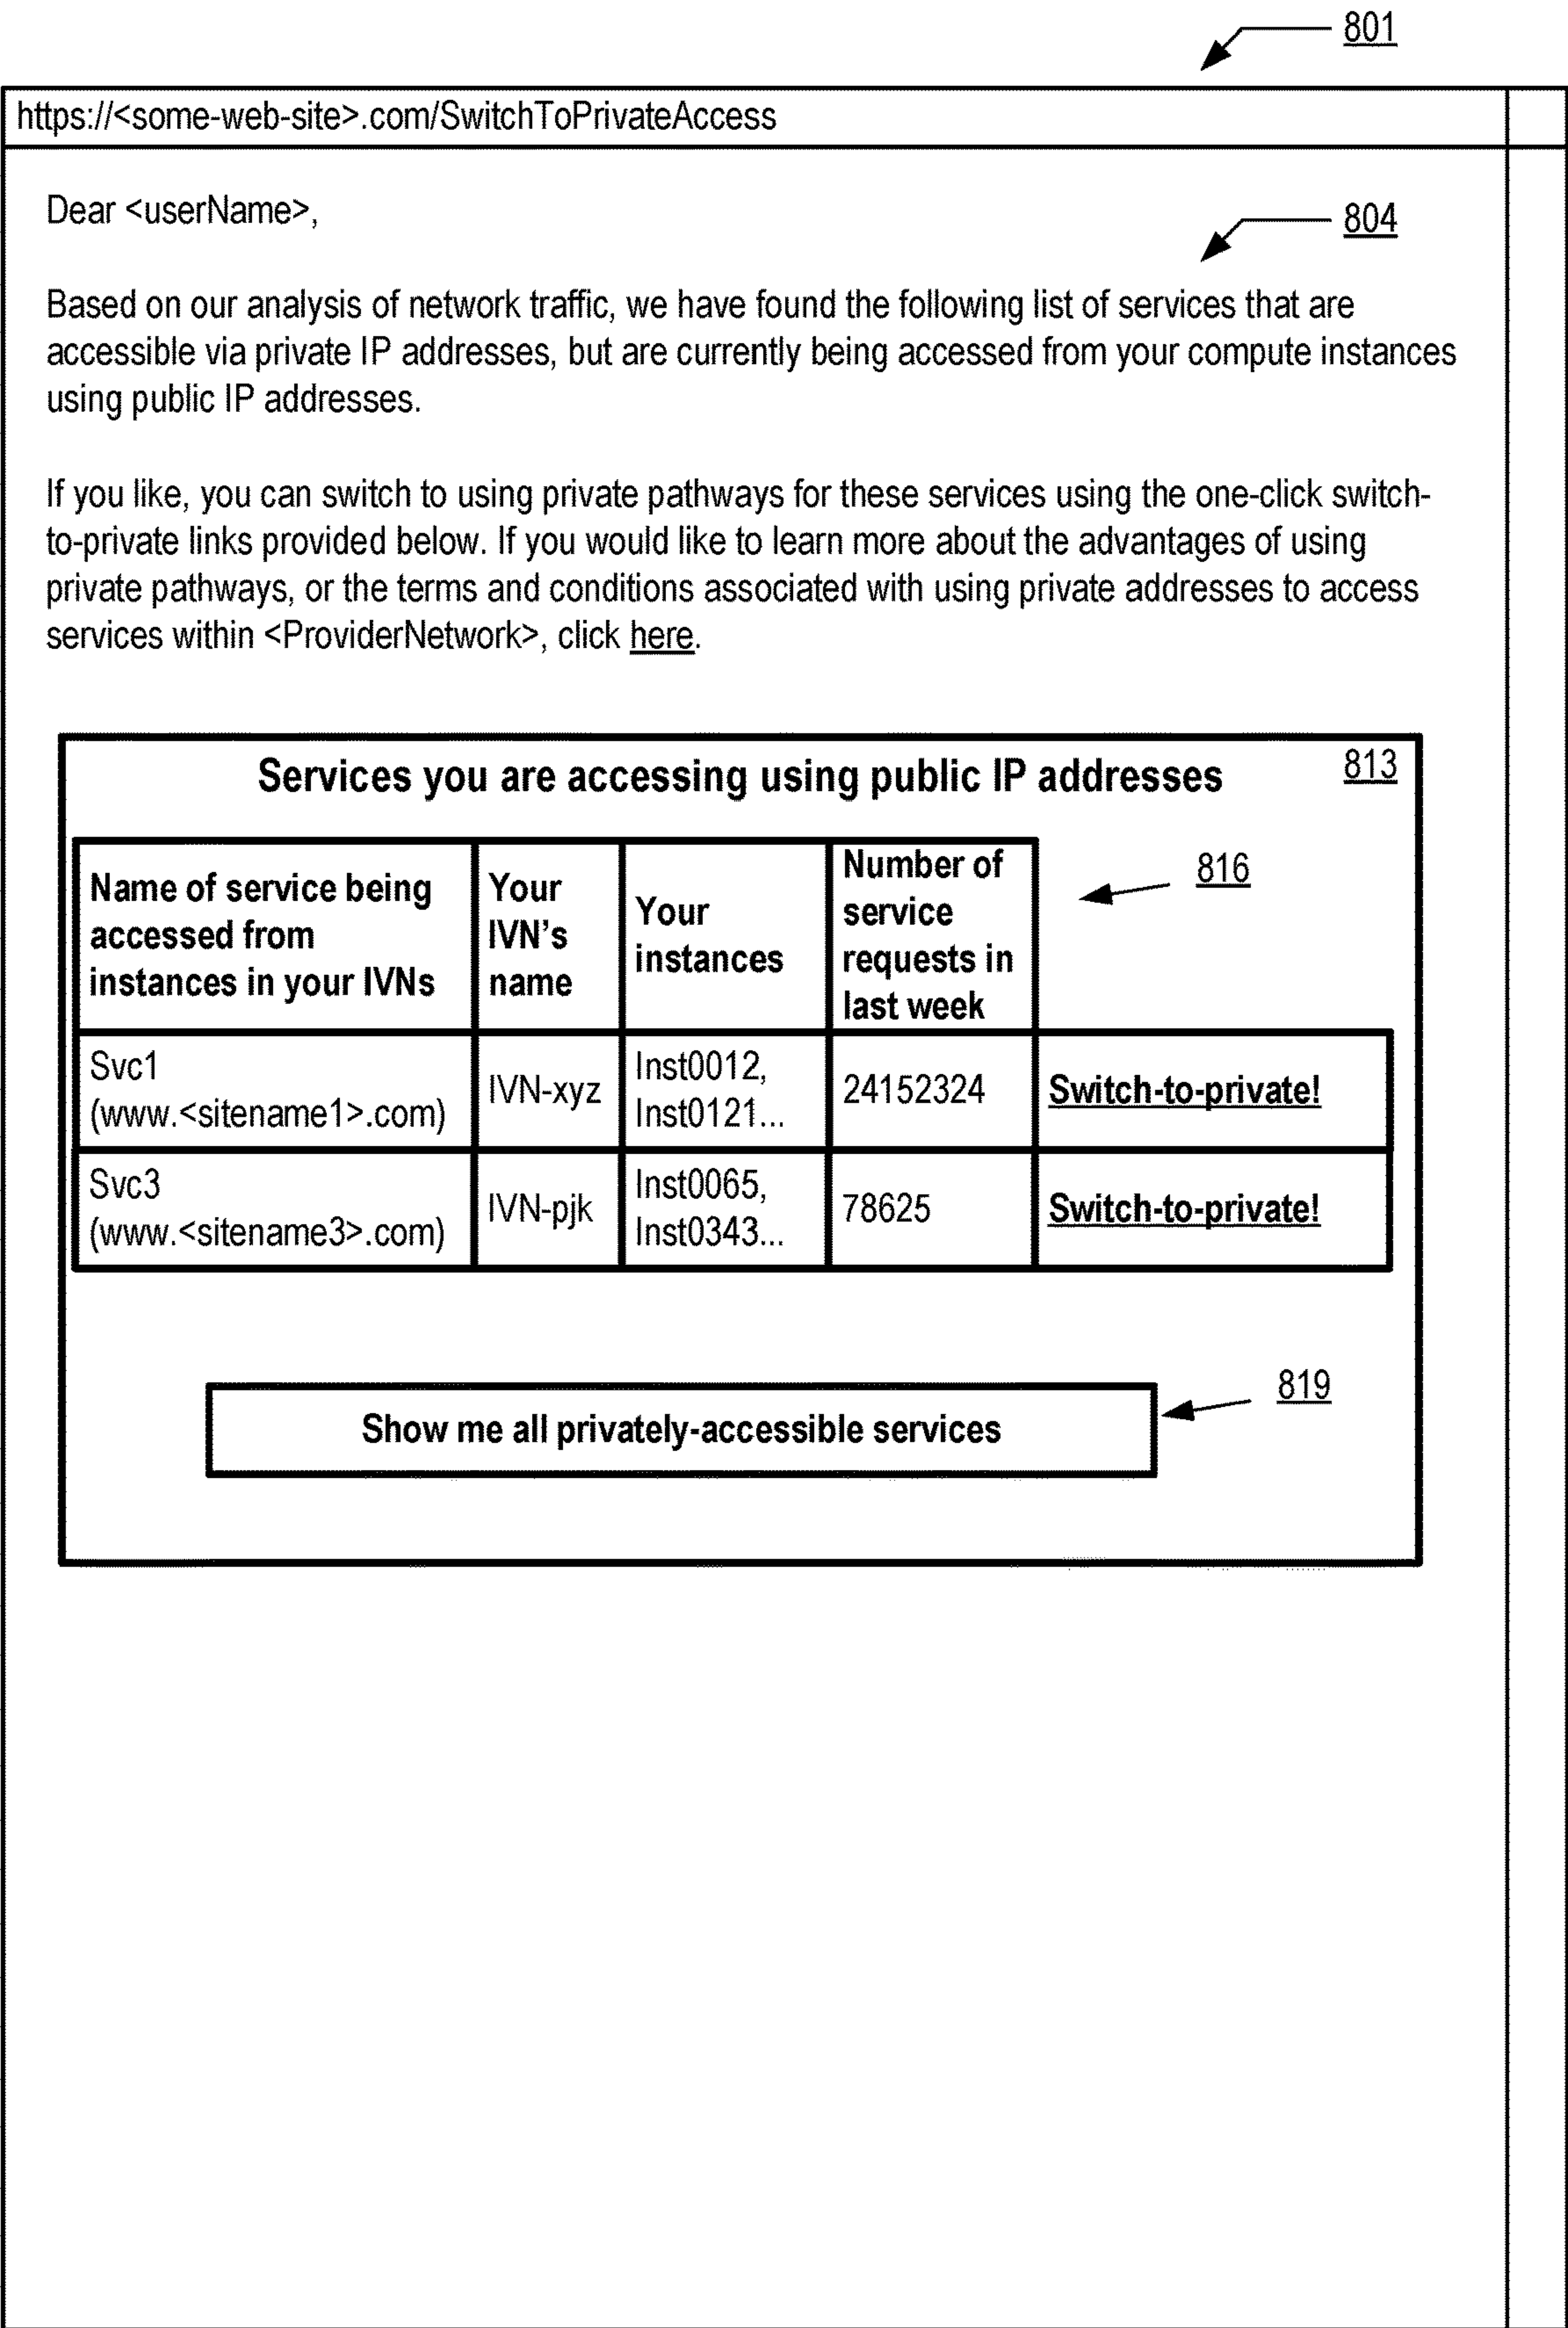 801
https://<some-web-site>.com/SwitchToPrivateAccess
Dear <userName>,
804
Based on our analysis of network traffic, we have found the following list of services that are
accessible via private IP addresses, but are currently being accessed from your compute instances
using public IP addresses.
If you like, you can switch to using private pathways for these services using the one-click switch-
to-private links provided below. If you would like to learn more about the advantages of using
private pathways, or the terms and conditions associated with using private addresses to access
services within <ProviderNetwork>, click here.
Services you are accessing using public IP addresses
813
Name of service being
accessed from
instances in your IVNs
Your
IVN's
name
Your
instances
Number of
service
requests in
last week
816
Svc1
(www.<sitename1>.com)
IVN-xyz
Inst0012,
Inst0121...
24152324
Switch-to-private!
Svc3
(www.<sitename3>.com)
IVN-pjk
Inst0065,
Inst0343...
78625
Switch-to-private!
819
Show me all privately-accessible services